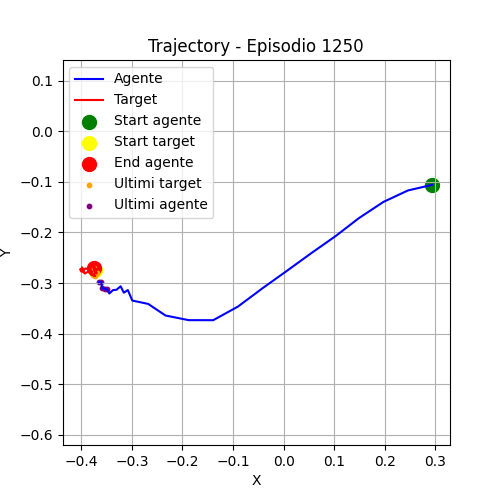 Trajectory - Episodio 1250
Agente
Target
Start agente
Start target
End agente
Ultimi target
Ultimi agente
0.1
0.0
−0.1
−0.2
−0.3
−0.4
−0.5
−0.6
Y
−0.4
−0.3
−0.2
−0.1
0.0
0.1
0.2
0.3
X